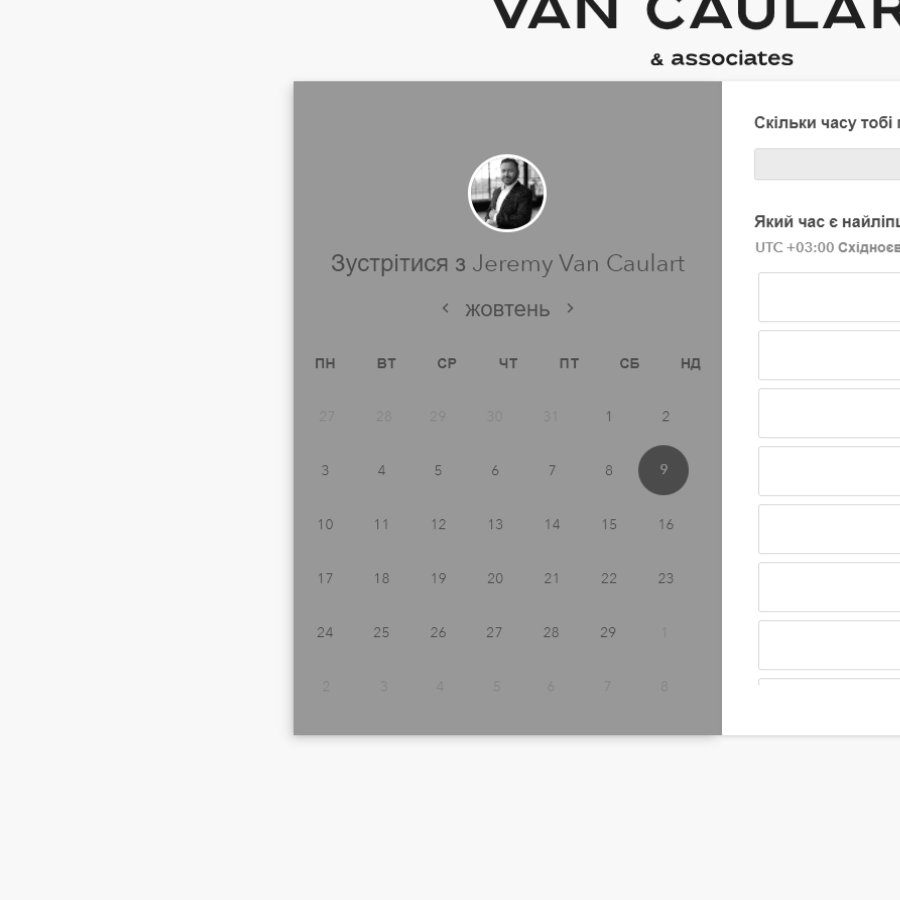 VAN CAULAR
& associates
Зустрітися з Jeremy Van Caulart
жовтень
ПН ВТ СР ЧТ ПТ СБ НД
27 28 29 30 31 1 2
3 4 5 6 7 8 9
10 11 12 13 14 15 16
17 18 19 20 21 22 23
24 25 26 27 28 29 1
2 3 4 5 6 7 8
Скільки часу тобі
Який час є найліпш
UTC +03:00 Східноєв